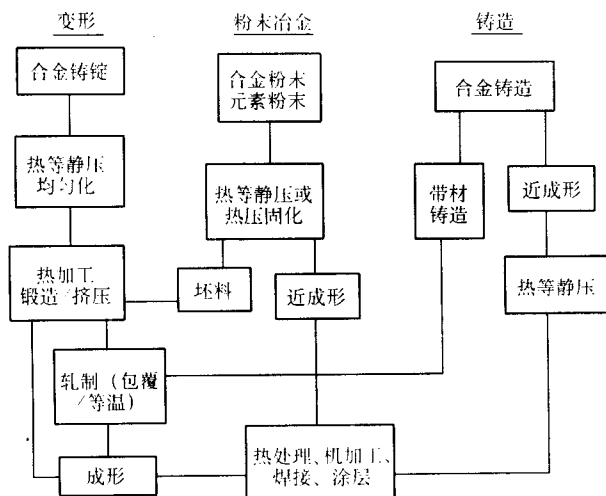 变形
粉末冶金
铸造
合金铸锭
合金粉末
元素粉末
合金铸造
热等静压
均匀化
热等静压或
热压固化
带材
铸造
近成形
热加工
锻造/挤压
坯料
近成形
热等静压
轧制（包覆
/等温）
成形
热处理、机加工、
焊接、涂层